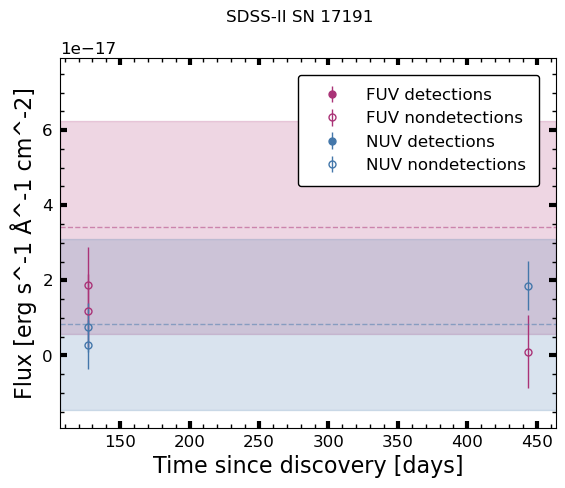 SDSS-II SN 17191
1e−17
FUV detections
FUV nondetections
NUV detections
NUV nondetections
6
4
2
0
Flux [erg s^-1 Å^-1 cm^-2]
150 200 250 300 350 400 450
Time since discovery [days]